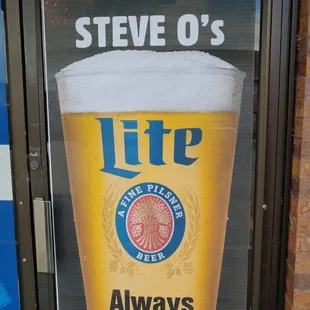 STEVE O's
Lite
A FINE PILSNER
BEER
Always